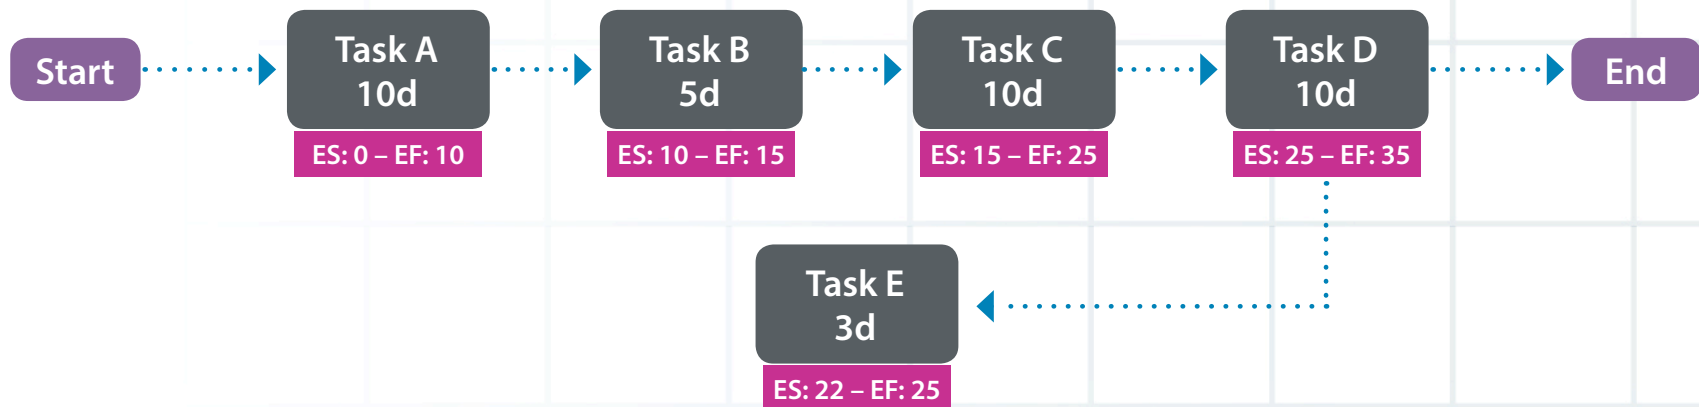 Start
Task A
10d
ES: 0 – EF: 10
Task B
5d
ES: 10 – EF: 15
Task C
10d
ES: 15 – EF: 25
Task D
10d
ES: 25 – EF: 35
End
Task E
3d
ES: 22 – EF: 25